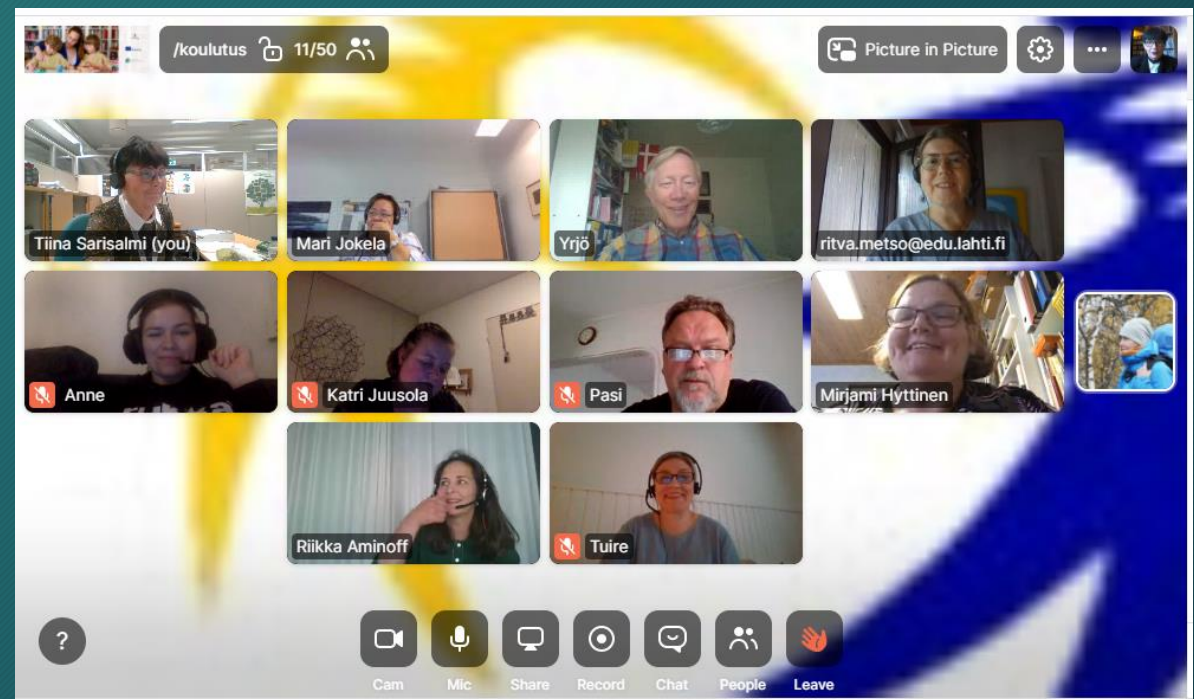 /koulutus 11/50
Picture in Picture
Tiina Sarisalmi (you)
Mari Jokela
Yrjö
ritva.metso@edu.lahti.fi
Anne
Katri Juusola
Pasi
Mirjami Hyttinen
Riikka Aminoff
Tuire
?
Cam
Mic
Share
Record
Chat
People
Leave